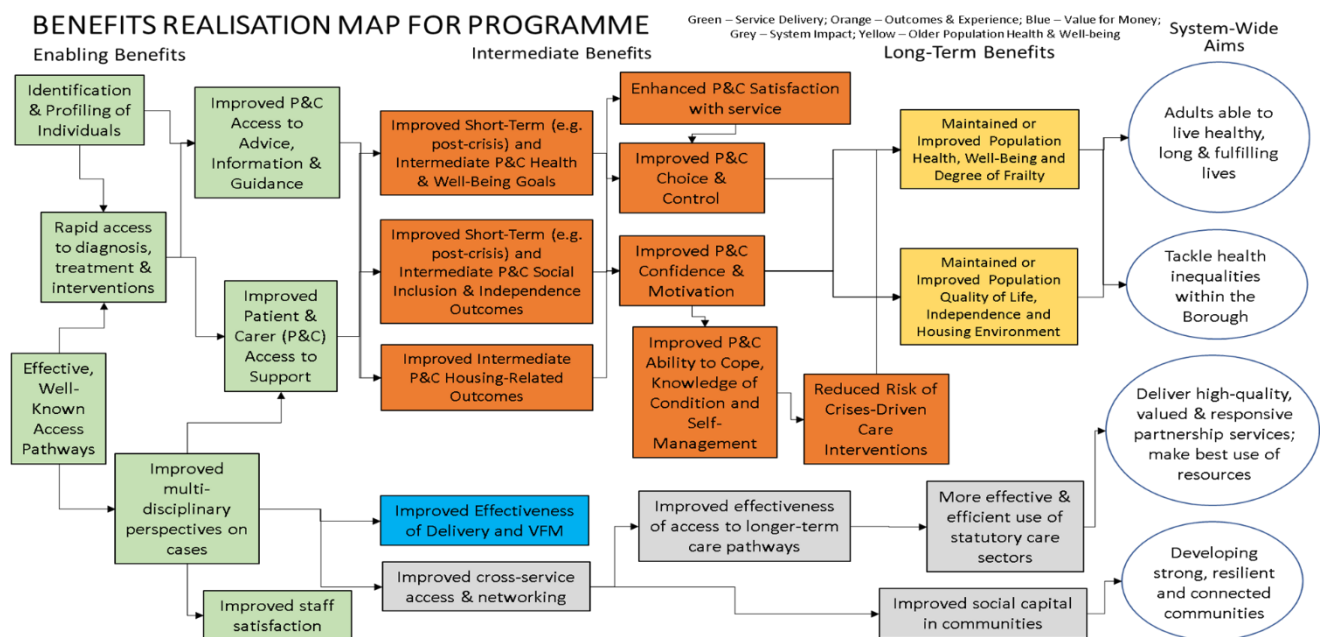 BENEFITS REALISATION MAP FOR PROGRAMME
Green – Service Delivery; Orange – Outcomes & Experience; Blue – Value for Money;
Grey – System Impact; Yellow – Older Population Health & Well-being
System-Wide
Aims
Enabling Benefits
Intermediate Benefits
Long-Term Benefits
Identification
& Profiling of
Individuals
Improved P&C
Access to
Advice,
Information &
Guidance
Rapid access
to diagnosis,
treatment &
interventions
Improved
Patient &
Carer (P&C)
Access to
Support
Effective,
Well-
Known
Access
Pathways
Improved
multi-
disciplinary
perspectives on
cases
Improved staff
satisfaction
Improved Short-Term (e.g.
post-crisis) and
Intermediate P&C Health
& Well-Being Goals
Improved Short-Term (e.g.
post-crisis) and
Intermediate P&C Social
Inclusion & Independence
Outcomes
Improved Intermediate
P&C Housing-Related
Outcomes
Improved Effectiveness
of Delivery and VFM
Improved cross-service
access & networking
Enhanced P&C Satisfaction
with service
Improved P&C
Choice &
Control
Improved P&C
Confidence &
Motivation
Improved P&C
Ability to Cope,
Knowledge of
Condition and
Self-
Management
Reduced Risk of
Crises-Driven
Care
Interventions
Improved effectiveness
of access to longer-term
care pathways
Maintained or
Improved Population
Health, Well-Being and
Degree of Frailty
Maintained or
Improved Population
Quality of Life,
Independence and
Housing Environment
More effective &
efficient use of
statutory care
sectors
Improved social capital
in communities
Adults able to
live healthy,
long & fulfilling
lives
Tackle health
inequalities
within the
Borough
Deliver high-quality,
valued & responsive
partnership services;
make best use of
resources
Developing
strong, resilient
and connected
communities